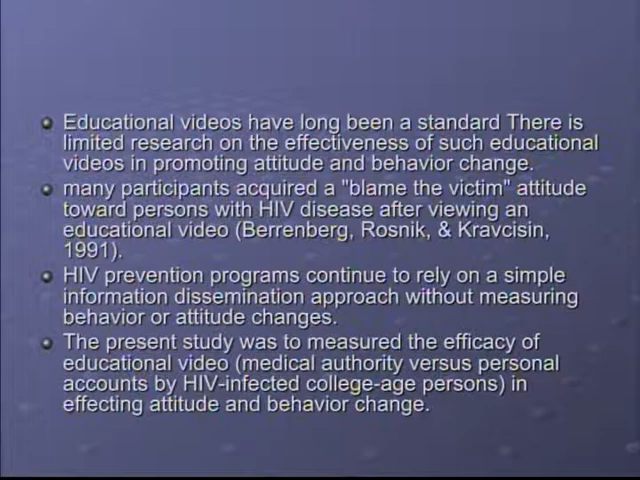 Educational videos have long been a standard There is
limited research on the effectiveness of such educational
videos in promoting attitude and behavior change.
many participants acquired a "blame the victim" attitude
toward persons with HIV disease after viewing an
educational video (Berrenberg, Rosnik, & Kravcisin,
1991).
HIV prevention programs continue to rely on a simple
information dissemination approach without measuring
behavior or attitude changes.
The present study was to measured the efficacy of
educational video (medical authority versus personal
accounts by HIV-infected college-age persons) in
effecting attitude and behavior change.